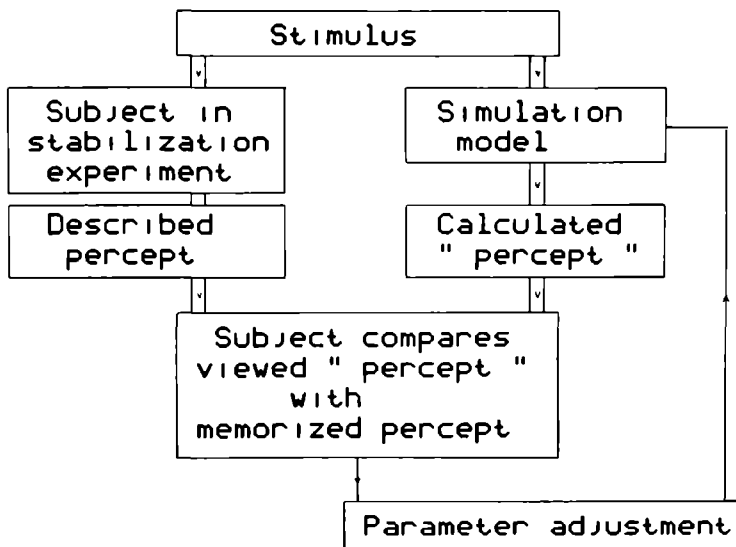 Stimulus
Subject in
stabilization
experiment
Simulation
model
Described
percept
Calculated
" percept "
Subject compares
viewed " percept "
with
memorized percept
Parameter adjustment